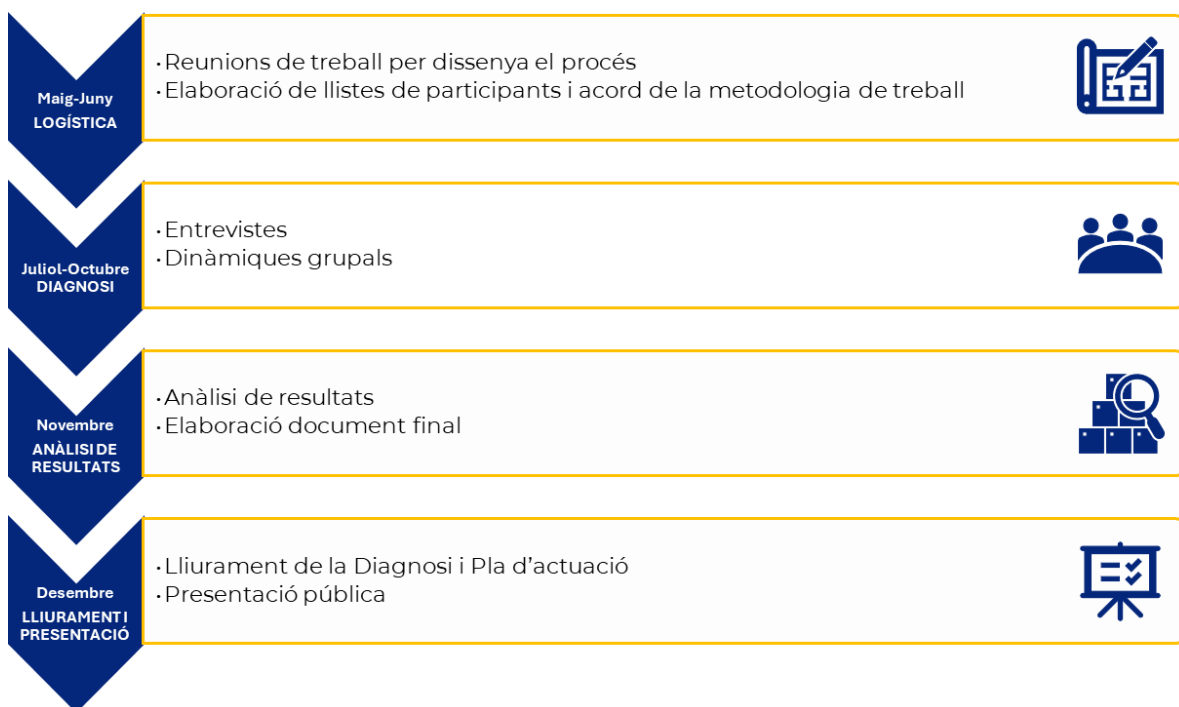 Maig-Juny
LOGÍSTICA
•Reunions de treball per dissenya el procés
•Elaboració de llistes de participants i acord de la metodologia de treball
Juliol-Octubre
DIAGNOSI
•Entrevistes
•Dinàmiques grupals
Novembre
ANÀLISI DE
RESULTATS
•Anàlisi de resultats
•Elaboració document final
Desembre
LLIURAMENT I
PRESENTACIÓ
•Lliurament de la Diagnosi i Pla d’actuació
•Presentació pública